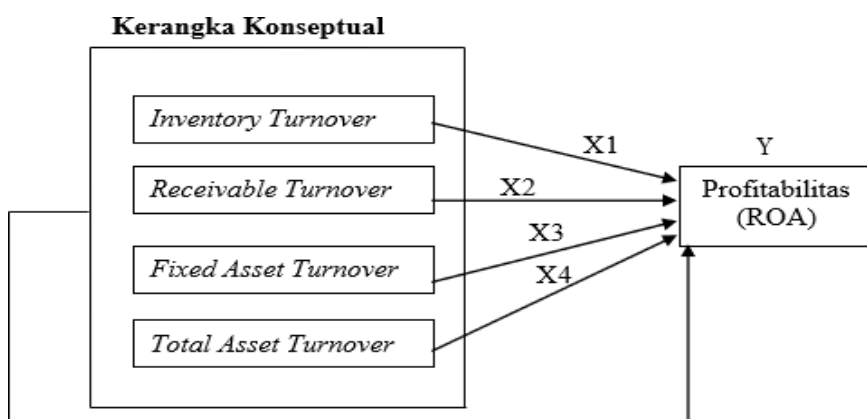 Kerangka Konseptual
Inventory Turnover
X1
Y
Receivable Turnover
X2
Profitabilitas
(ROA)
X3
Fixed Asset Turnover
X4
Total Asset Turnover